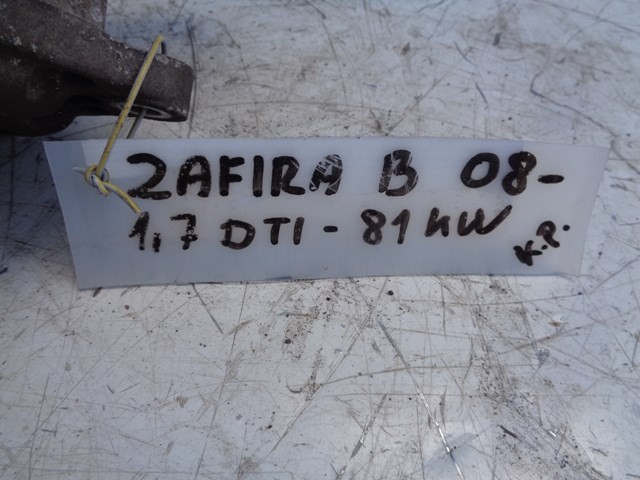 ZAFIRA B 08-
1,7 DTI - 81 KW
K.R.